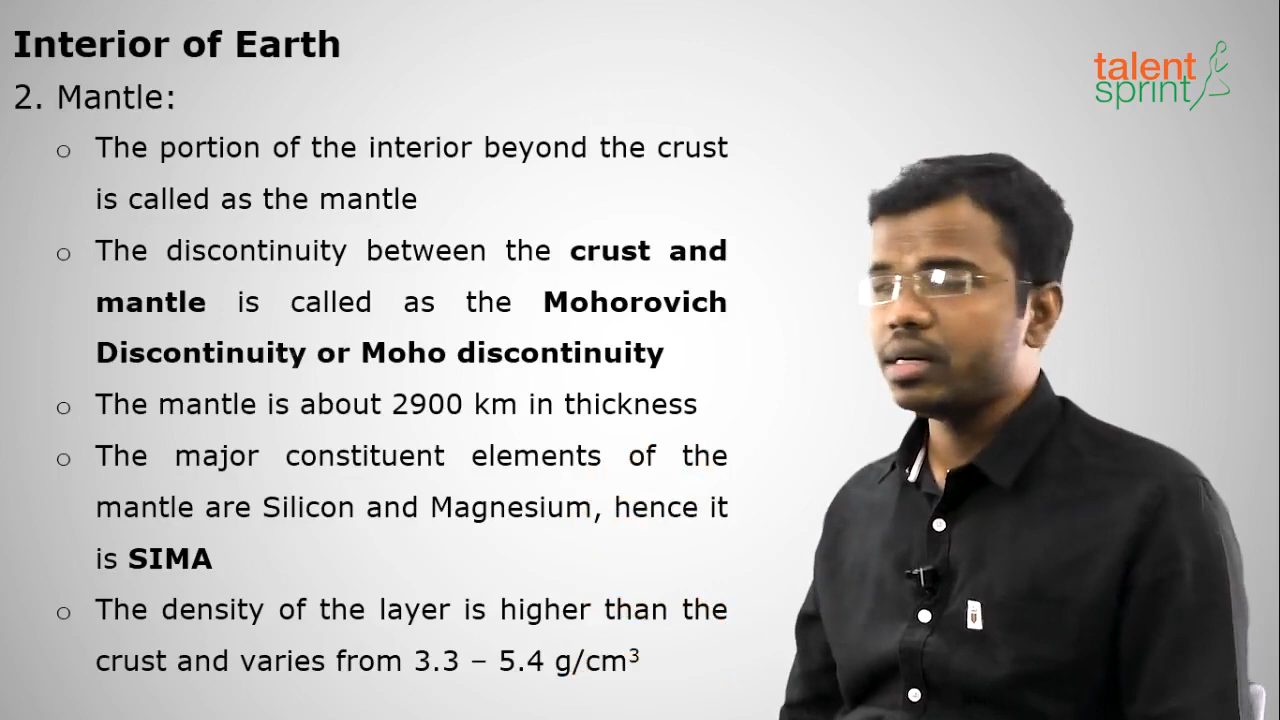 Interior of Earth
talent
sprint
2. Mantle:
o The portion of the interior beyond the crust
is called as the mantle
o The discontinuity between the crust and
mantle is called as the Mohorovich
Discontinuity or Moho discontinuity
o The mantle is about 2900 km in thickness
o The major constituent elements of the
mantle are Silicon and Magnesium, hence it
is SIMA
o The density of the layer is higher than the
crust and varies from 3.3 – 5.4 g/cm³